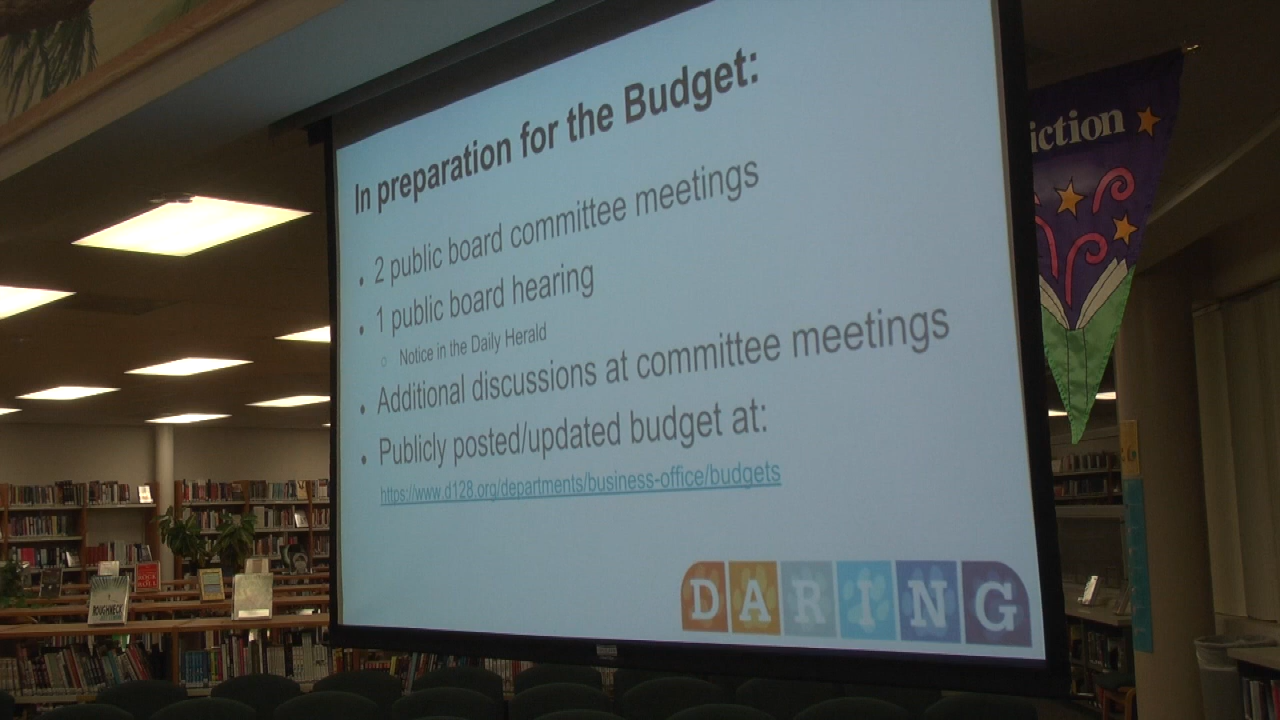 In preparation for the Budget:
• 2 public board committee meetings
• 1 public board hearing
○ Notice in the Daily Herald
• Additional discussions at committee meetings
• Publicly posted/updated budget at:
https://www.d128.org/departments/business-office/budgets
DARING
iction
ROUGHNECK